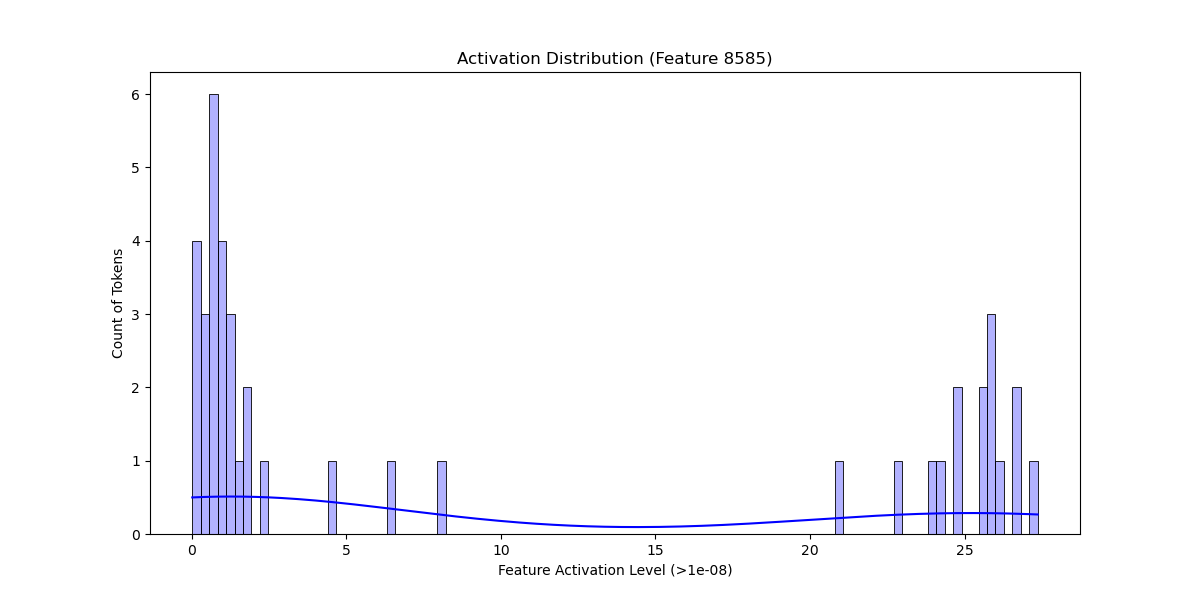 Activation Distribution (Feature 8585)
6
5
4
3
2
1
0
Count of Tokens
0 5 10 15 20 25
Feature Activation Level (>1e-08)